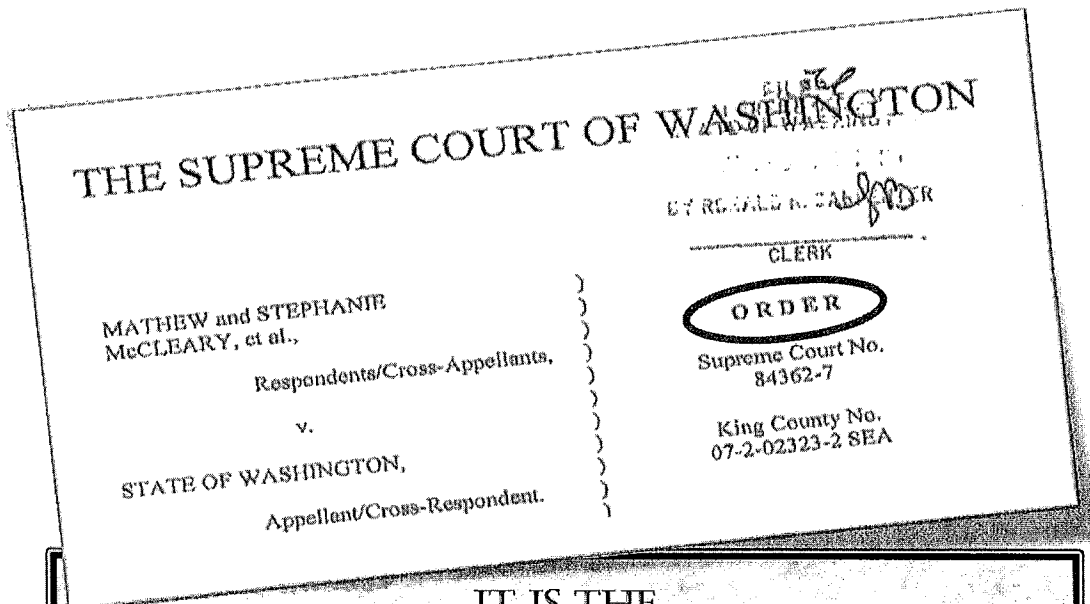 THE SUPREME COURT OF WASHINGTON
CLERK
MATHEW and STEPHANIE
McCLEARY, et al.,
Respondents/Cross-Appellants,
v.
STATE OF WASHINGTON,
Appellant/Cross-Respondent.
)
)
)
)
)
)
)
)
)
ORDER
Supreme Court No.
84362-7
King County No.
07-2-02323-2 SEA
IT IS THE